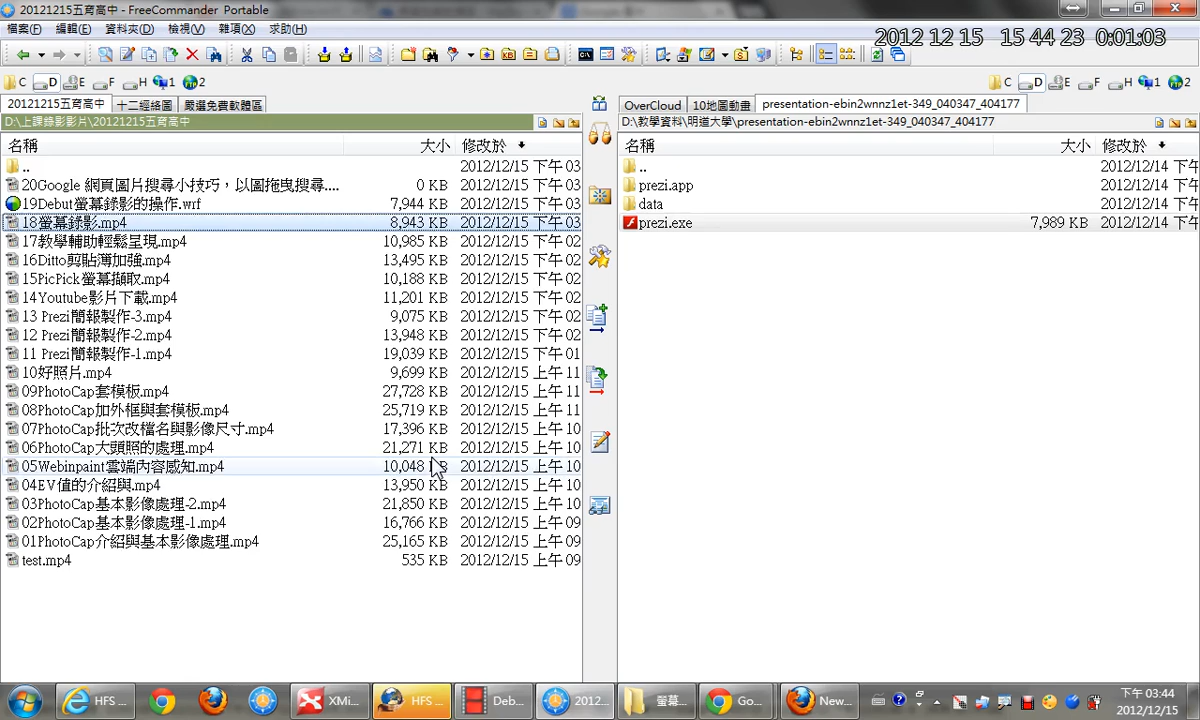 20121215五育高中 - FreeCommander Portable
檔案(F) 編輯(E) 資料夾(D) 檢視(V) 雜項(X) 求助(H)
2012 12 15 15 44 23 0:01:03
C D E F H 1 2
C D E F H 1 2
20121215五育高中 十二經絡圖 嚴選免費軟體區
OverCloud 10地圖動畫 presentation-ebin2wnnz1et-349_040347_404177
D:\上課錄影影片\20121215五育高中
D:\教學資料\明道大學\presentation-ebin2wnnz1et-349_040347_404177
名稱 大小 修改於
.. 2012/12/15 下午 03
20Google 網頁圖片搜尋小技巧，以圖拖曳搜尋.... 0 KB 2012/12/15 下午 03
19Debut螢幕錄影的操作.wrf 7,944 KB 2012/12/15 下午 03
18螢幕錄影.mp4 8,943 KB 2012/12/15 下午 03
17教學輔助輕鬆呈現.mp4 10,985 KB 2012/12/15 下午 02
16Ditto剪貼簿加強.mp4 13,495 KB 2012/12/15 下午 02
15PicPick螢幕擷取.mp4 10,188 KB 2012/12/15 下午 02
14Youtube影片下載.mp4 11,201 KB 2012/12/15 下午 02
13 Prezi簡報製作-3.mp4 9,075 KB 2012/12/15 下午 02
12 Prezi簡報製作-2.mp4 13,948 KB 2012/12/15 下午 02
11 Prezi簡報製作-1.mp4 19,039 KB 2012/12/15 下午 01
10好照片.mp4 9,699 KB 2012/12/15 上午 11
09PhotoCap套模板.mp4 27,728 KB 2012/12/15 上午 11
08PhotoCap加外框與套模板.mp4 25,719 KB 2012/12/15 上午 11
07PhotoCap批次改檔名與影像尺寸.mp4 17,396 KB 2012/12/15 上午 10
06PhotoCap大頭照的處理.mp4 21,271 KB 2012/12/15 上午 10
05Webinpaint雲端內容感知.mp4 10,048 KB 2012/12/15 上午 10
04EV值的介紹與.mp4 13,950 KB 2012/12/15 上午 10
03PhotoCap基本影像處理-2.mp4 21,850 KB 2012/12/15 上午 10
02PhotoCap基本影像處理-1.mp4 16,766 KB 2012/12/15 上午 09
01PhotoCap介紹與基本影像處理.mp4 25,165 KB 2012/12/15 上午 09
test.mp4 535 KB 2012/12/15 上午 09
名稱 大小 修改於
.. 2012/12/14 下午
prezi.app 2012/12/14 下午
data 2012/12/14 下午
prezi.exe 7,989 KB 2012/12/14 下午
HFS ... XMi... HFS ... Deb... 2012... 螢幕... Go... New... 下午 03:44
2012/12/15